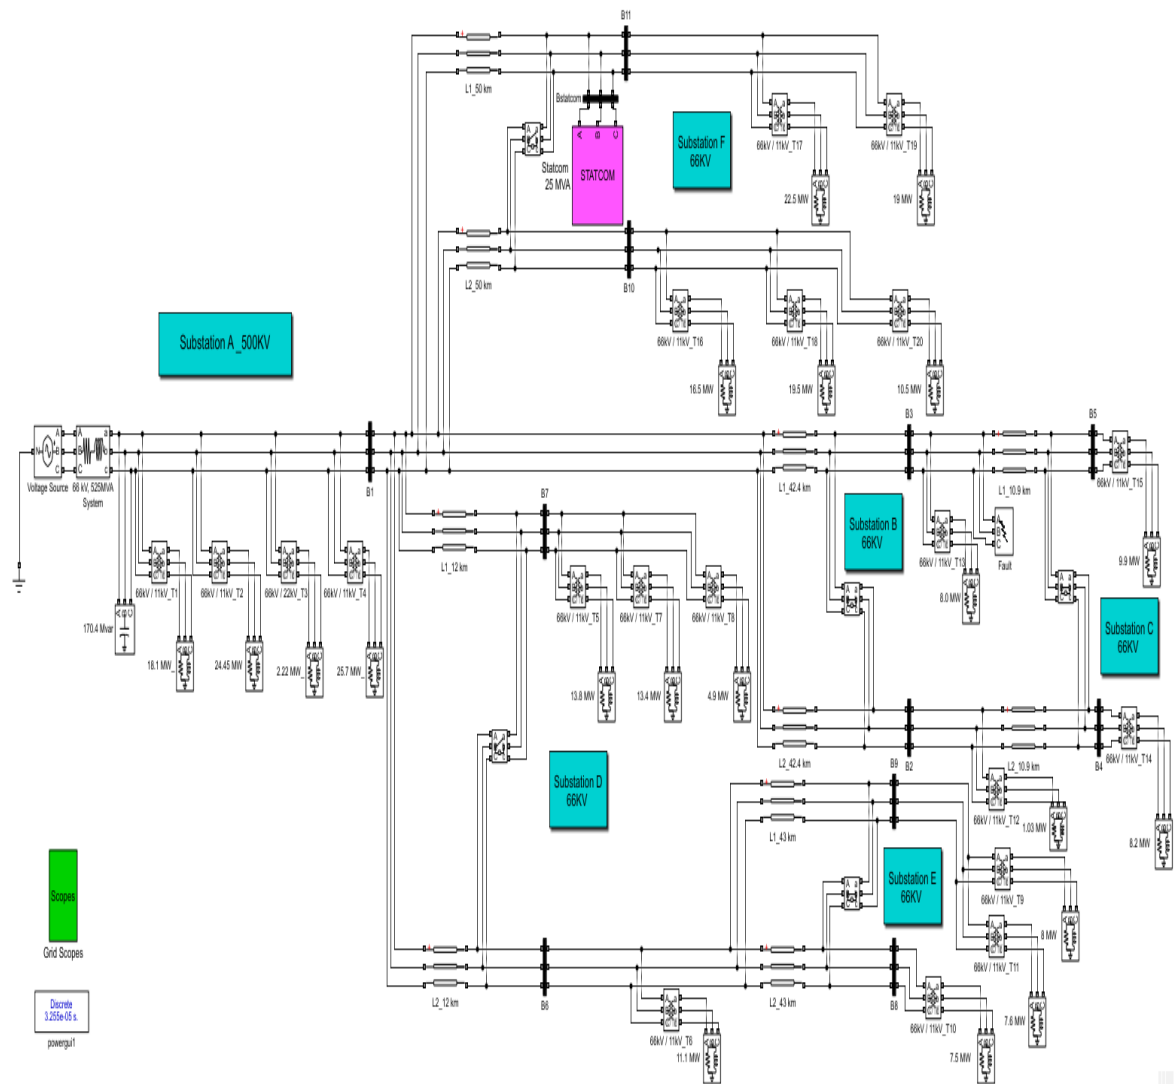 B11
L1_50 km
Bstatcom
A B C
STATCOM
Statcom
25 MVA
Substation F
66KV
66kV / 11kV_T17
66kV / 11kV_T19
22.5 MW
19 MW
L2_50 km
B10
66kV / 11kV_T16
66kV / 11kV_T18
66kV / 11kV_T20
16.5 MW
19.5 MW
10.5 MW
Substation A _500KV
Voltage Source
66 kV, 525MVA
System
B1
B3
B5
L1_42.4 km
L1_10.9 km
66kV / 11kV_T15
9.9 MW
B7
L1_12 km
Substation B
66KV
66kV / 11kV_T13
8.0 MW
Fault
66kV / 11kV_T1
66kV / 11kV_T2
66kV / 22kV_T3
66kV / 11kV_T4
170.4 Mvar
18.1 MW_
24.45 MW
2.22 MW_
25.7 MW
66kV / 11kV_T5
66kV / 11kV_T7
66kV / 11kV_T8
13.8 MW
13.4 MW
4.9 MW
Substation C
66KV
L2_42.4 km
B2
L2_10.9 km
B4
66kV / 11kV_T14
8.2 MW
66kV / 11kV_T12
1.03 MW
Substation D
66KV
B9
L1_43 km
Substation E
66KV
66kV / 11kV_T9
8 MW
66kV / 11kV_T11
7.6 MW
L2_12 km
B6
L2_43 km
B8
66kV / 11kV_T6
11.1 MW
66kV / 11kV_T10
7.5 MW
Scopes
Grid Scopes
Discrete
3.255e-05 s.
powergui1